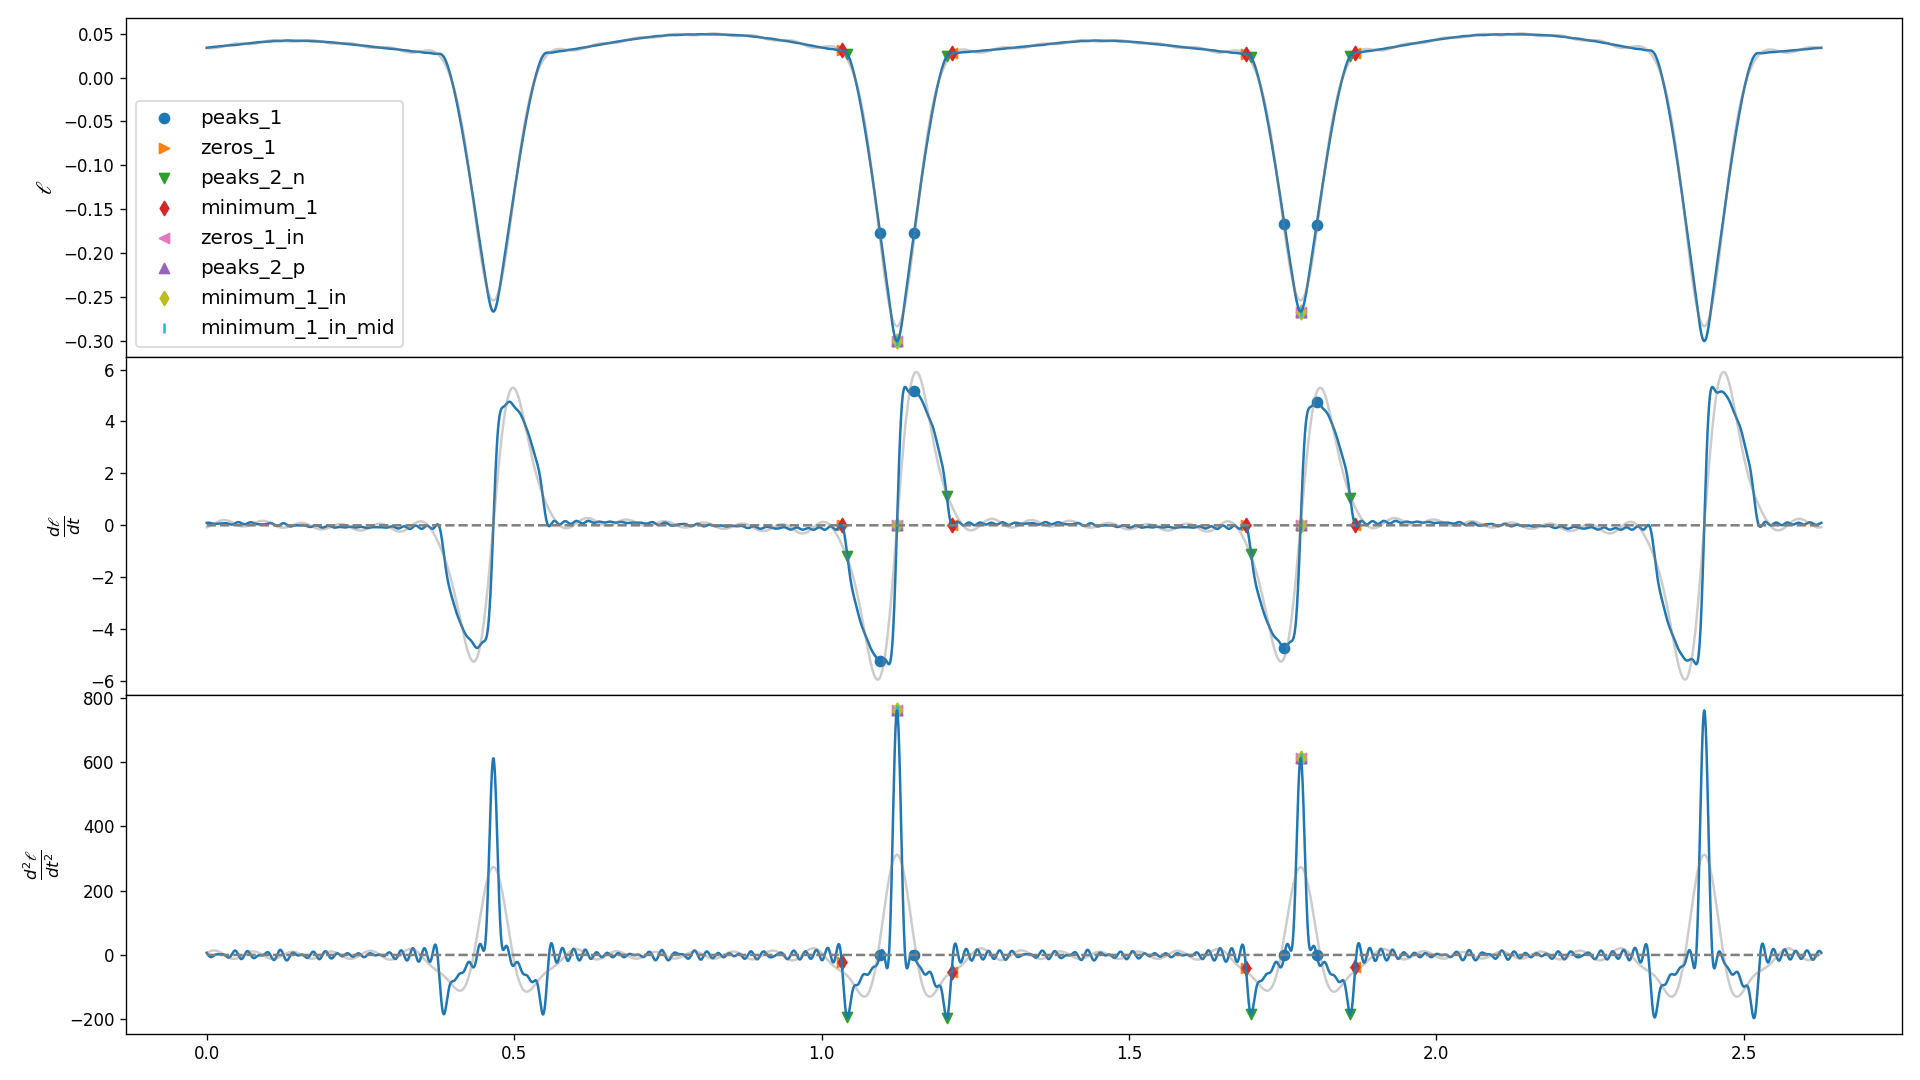 0.05
0.00
−0.05
−0.10
−0.15
−0.20
−0.25
−0.30
ℓ
peaks_1
zeros_1
peaks_2_n
minimum_1
zeros_1_in
peaks_2_p
minimum_1_in
minimum_1_in_mid
6
4
2
0
−2
−4
−6
dℓ
dt
800
600
400
200
0
−200
d²ℓ
dt²
0.0 0.5 1.0 1.5 2.0 2.5